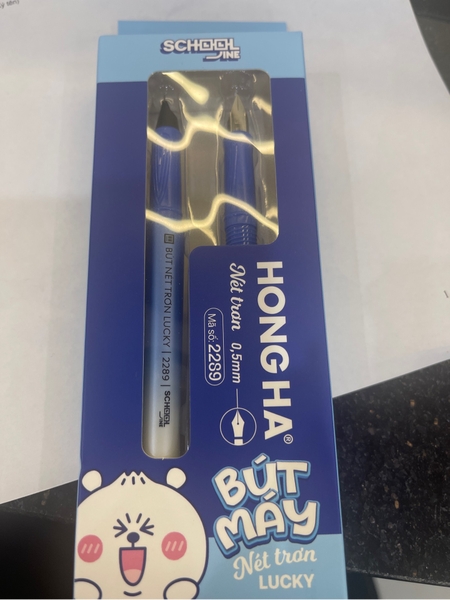 SCHOOL
LINE
BÚT NÉT TRƠN LUCKY | 2289 | SCHOOL
LINE
HONG HA®
Nét trơn 0,5mm
Mã số: 2289
BÚT
MÁY
Nét trơn
LUCKY